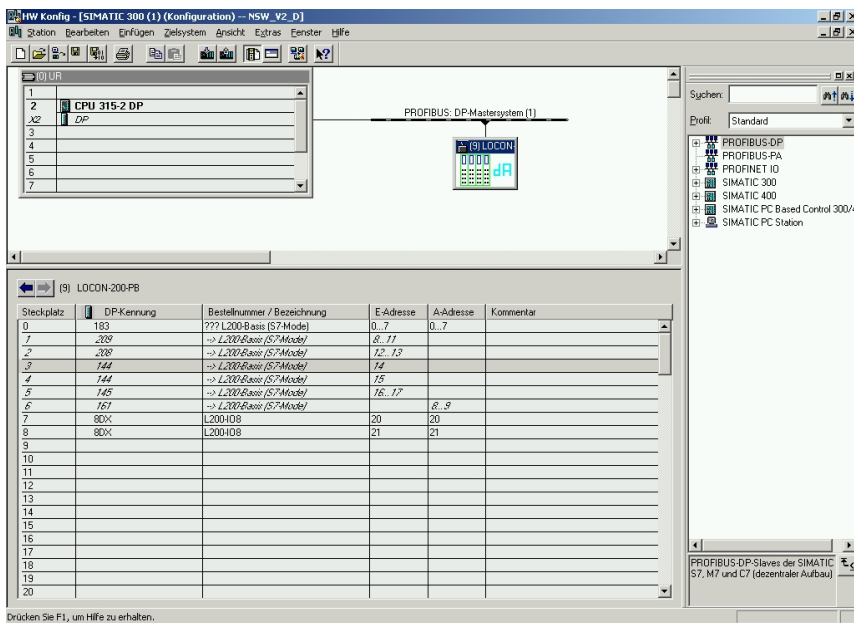 HW Konfig - [SIMATIC 300 (1) (Konfiguration) -- NSW_V2_D]
Station Bearbeiten Einfügen Zielsystem Ansicht Extras Fenster Hilfe
(0) UR
1
2 CPU 315-2 DP
X2 DP
3
4
5
6
7
PROFIBUS: DP-Mastersystem (1)
(9) LOCON-
dA
Suchen:
Profil: Standard
PROFIBUS-DP
PROFIBUS-PA
PROFINET IO
SIMATIC 300
SIMATIC 400
SIMATIC PC Based Control 300/4
SIMATIC PC Station
(9) LOCON-200-PB
Steckplatz DP-Kennung Bestellnummer / Bezeichnung E-Adresse A-Adresse Kommentar
0 183 ??? L200-Basis (S7-Mode) 0...7 0...7
1 209 --> L200-Basis (S7-Mode) 8...11
2 208 --> L200-Basis (S7-Mode) 12...13
3 144 --> L200-Basis (S7-Mode) 14
4 144 --> L200-Basis (S7-Mode) 15
5 145 --> L200-Basis (S7-Mode) 16...17
6 161 --> L200-Basis (S7-Mode) 8...9
7 8DX L200-IO8 20 20
8 8DX L200-IO8 21 21
9
10
11
12
13
14
15
16
17
18
19
20
PROFIBUS-DP-Slaves der SIMATIC
S7, M7 und C7 (dezentraler Aufbau)
Drücken Sie F1, um Hilfe zu erhalten.